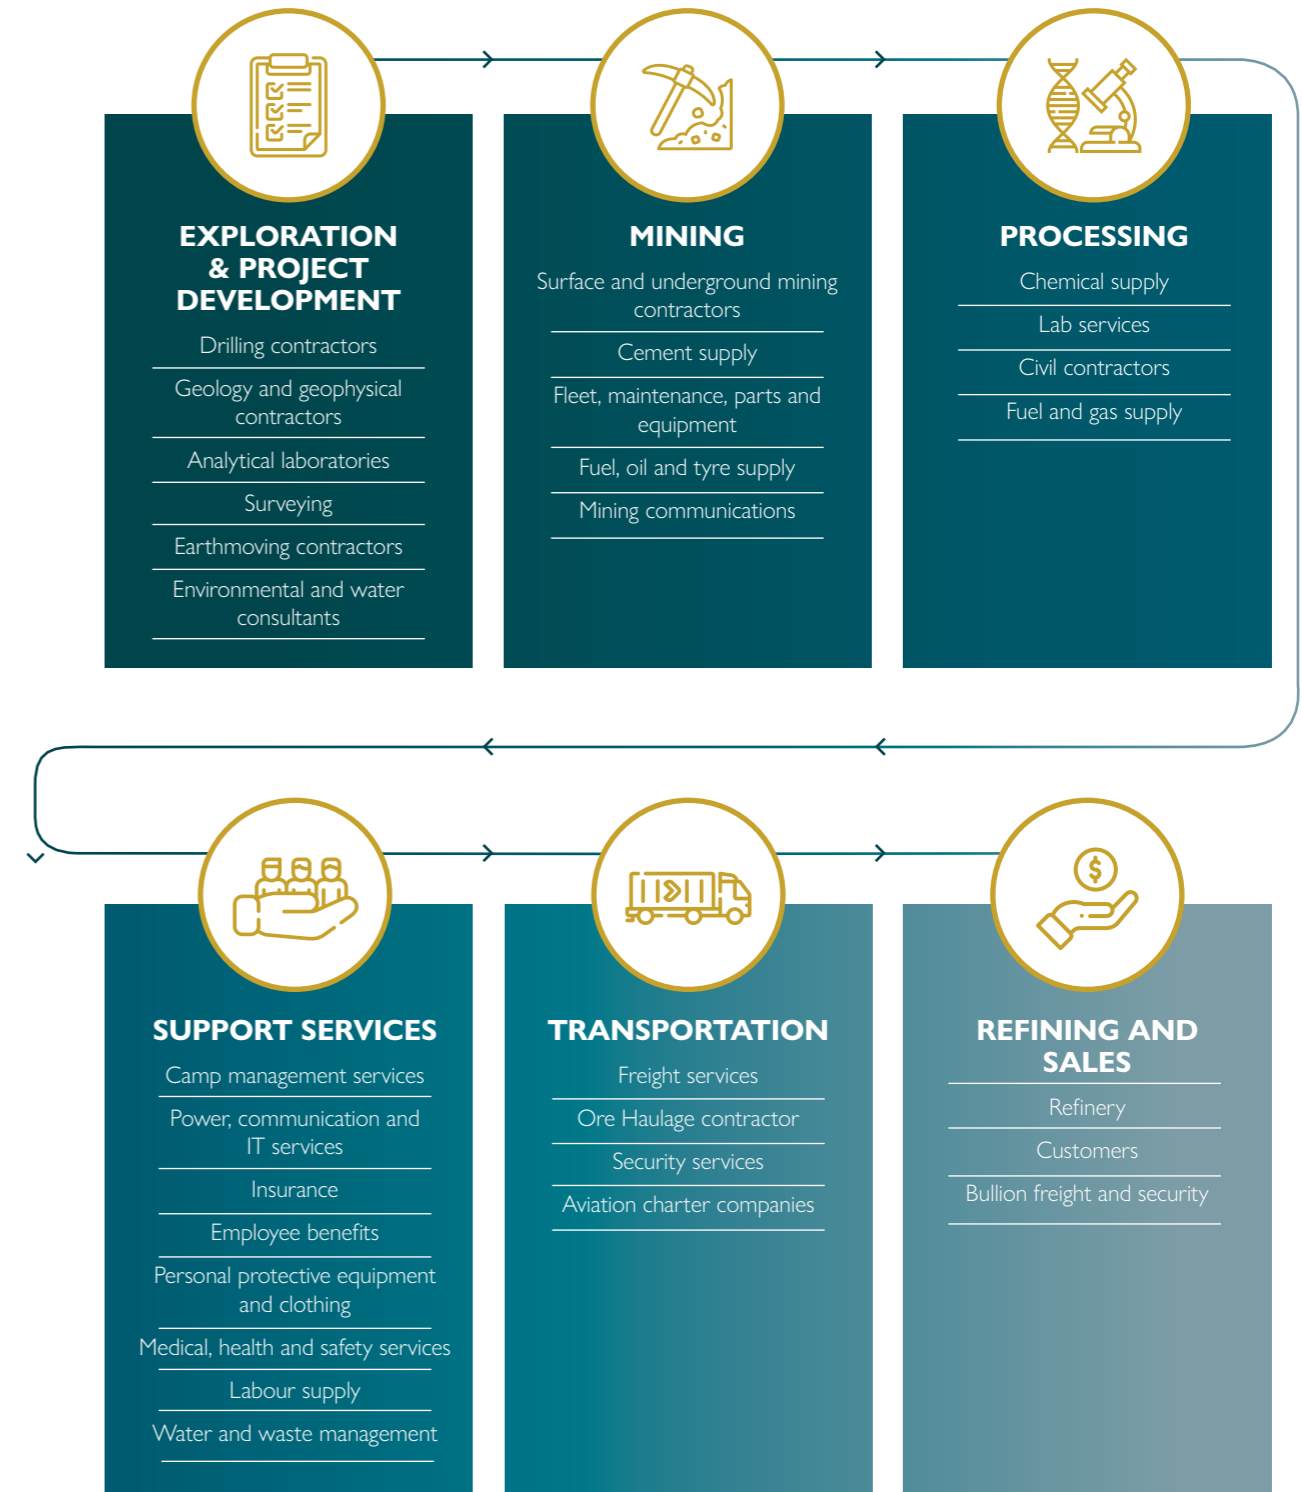 EXPLORATION
& PROJECT
DEVELOPMENT
Drilling contractors
Geology and geophysical
contractors
Analytical laboratories
Surveying
Earthmoving contractors
Environmental and water
consultants
MINING
Surface and underground mining
contractors
Cement supply
Fleet, maintenance, parts and
equipment
Fuel, oil and tyre supply
Mining communications
PROCESSING
Chemical supply
Lab services
Civil contractors
Fuel and gas supply
SUPPORT SERVICES
Camp management services
Power, communication and
IT services
Insurance
Employee benefits
Personal protective equipment
and clothing
Medical, health and safety services
Labour supply
Water and waste management
TRANSPORTATION
Freight services
Ore Haulage contractor
Security services
Aviation charter companies
$
REFINING AND
SALES
Refinery
Customers
Bullion freight and security